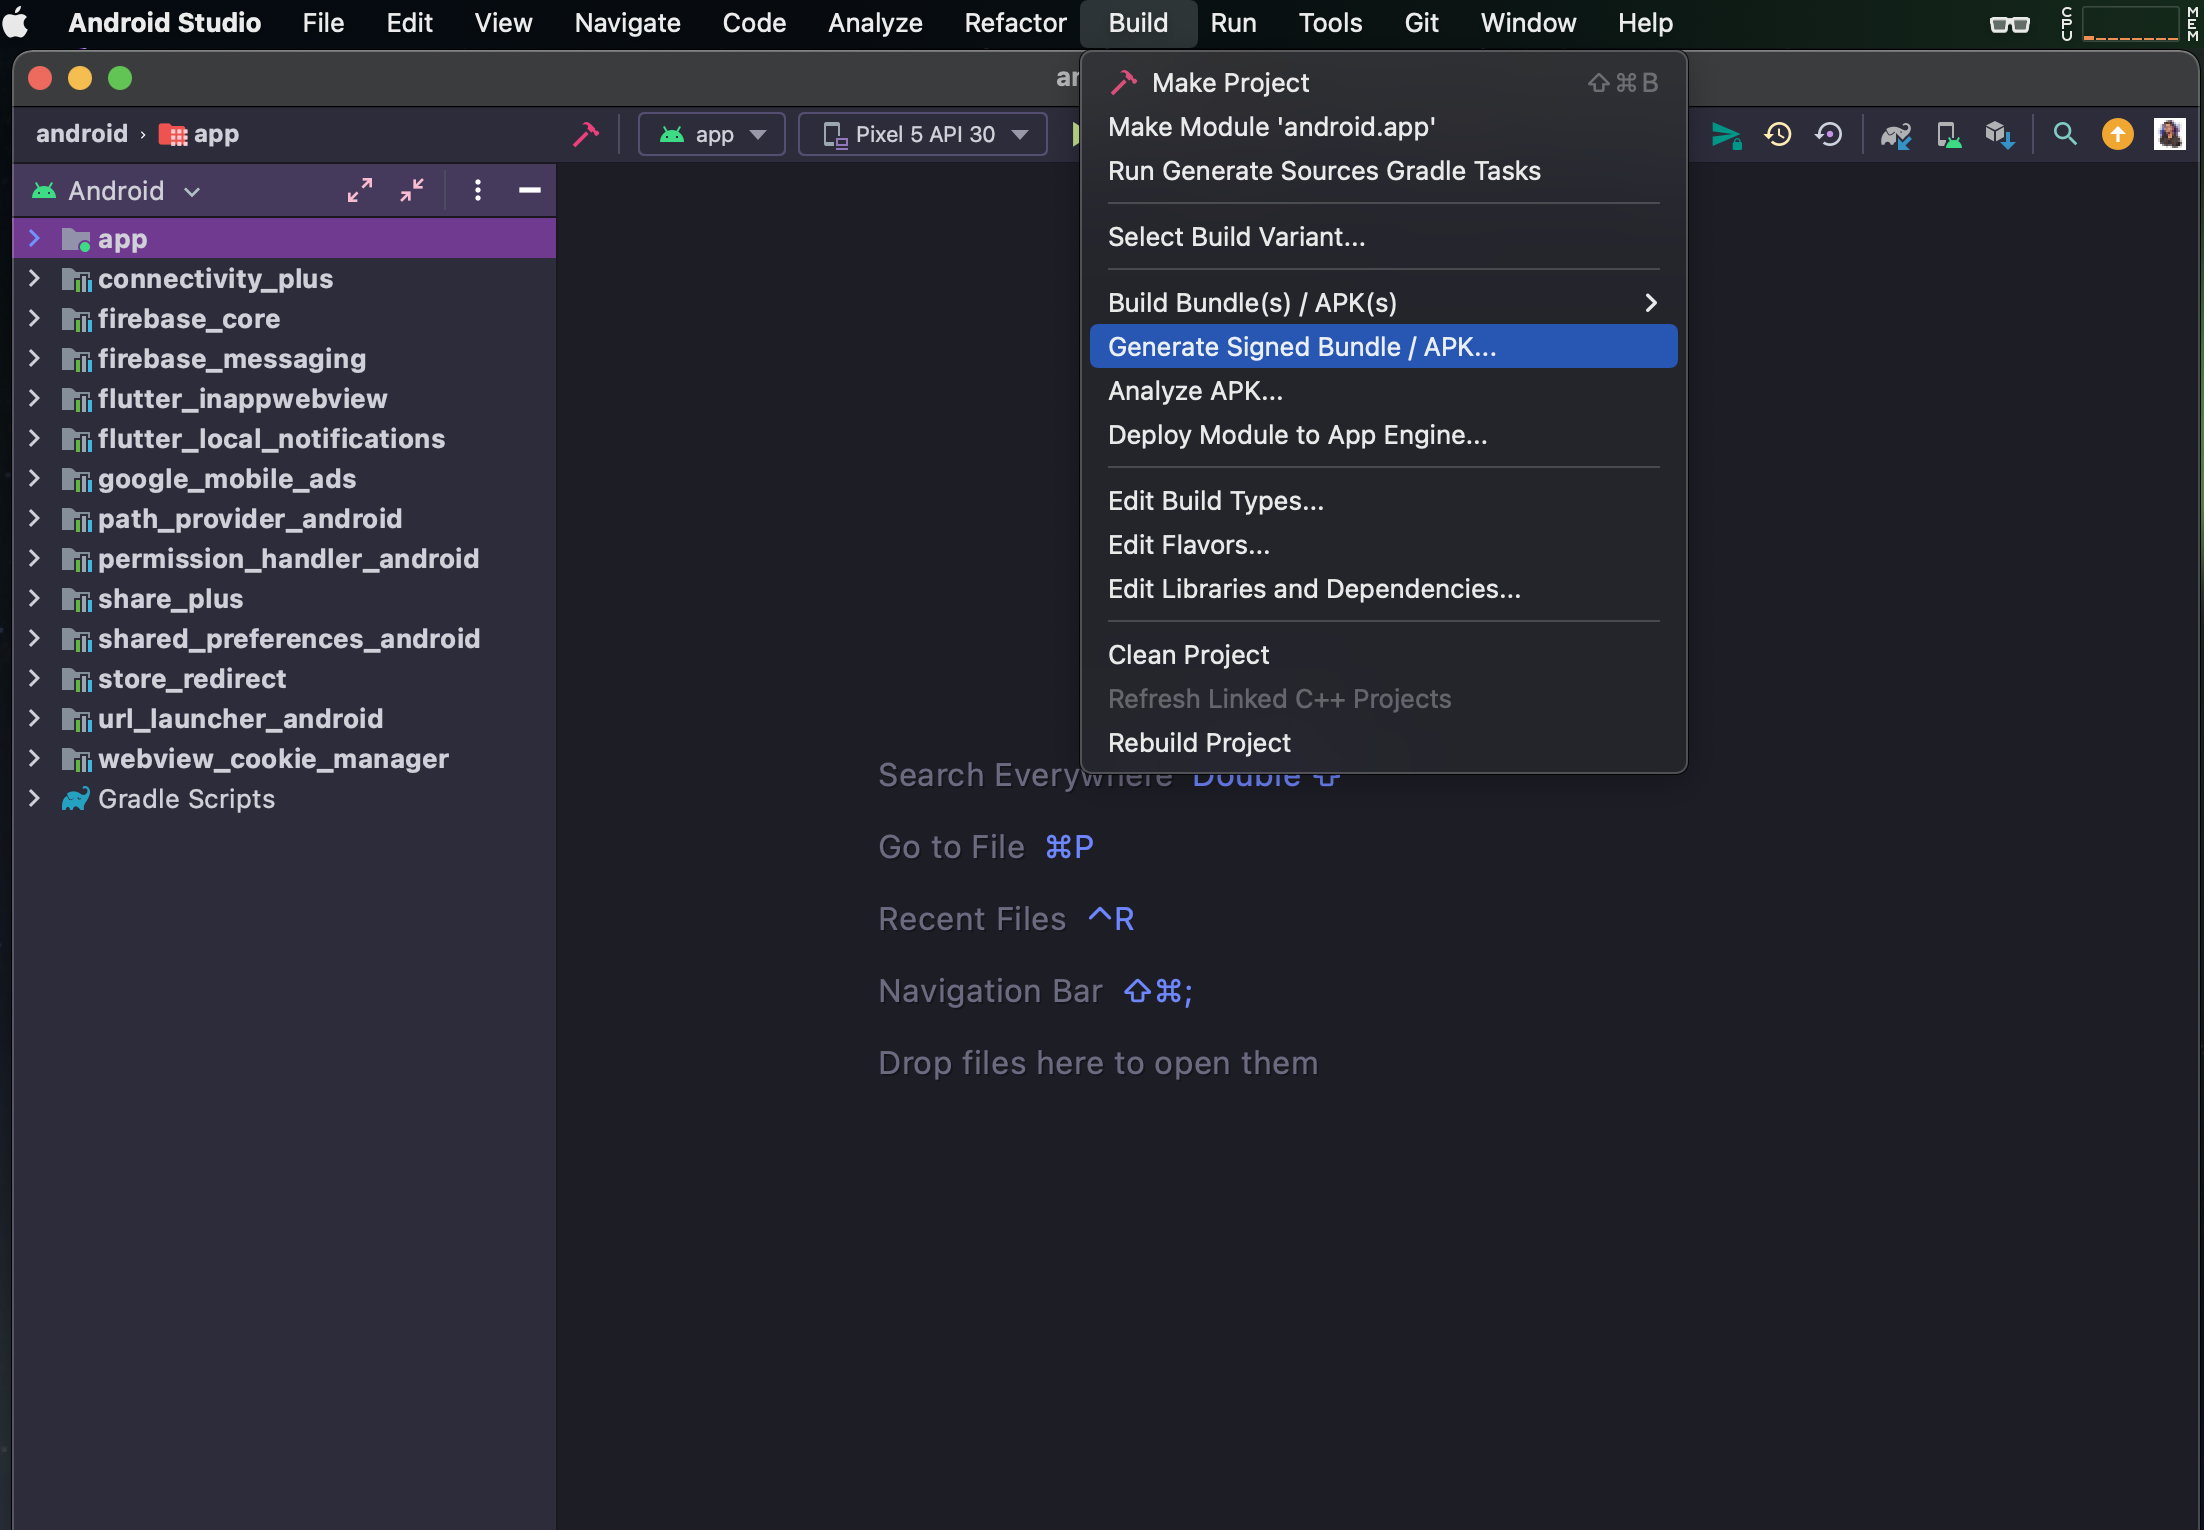 Android Studio File Edit View Navigate Code Analyze Refactor Build Run Tools Git Window Help CPU MEM
android › app
app Pixel 5 API 30
Android
app
connectivity_plus
firebase_core
firebase_messaging
flutter_inappwebview
flutter_local_notifications
google_mobile_ads
path_provider_android
permission_handler_android
share_plus
shared_preferences_android
store_redirect
url_launcher_android
webview_cookie_manager
Gradle Scripts
Make Project ⇧⌘B
Make Module 'android.app'
Run Generate Sources Gradle Tasks
Select Build Variant...
Build Bundle(s) / APK(s)
Generate Signed Bundle / APK...
Analyze APK...
Deploy Module to App Engine...
Edit Build Types...
Edit Flavors...
Edit Libraries and Dependencies...
Clean Project
Refresh Linked C++ Projects
Rebuild Project
Search Everywhere Double ⇧
Go to File ⌘P
Recent Files ^R
Navigation Bar ⇧⌘;
Drop files here to open them